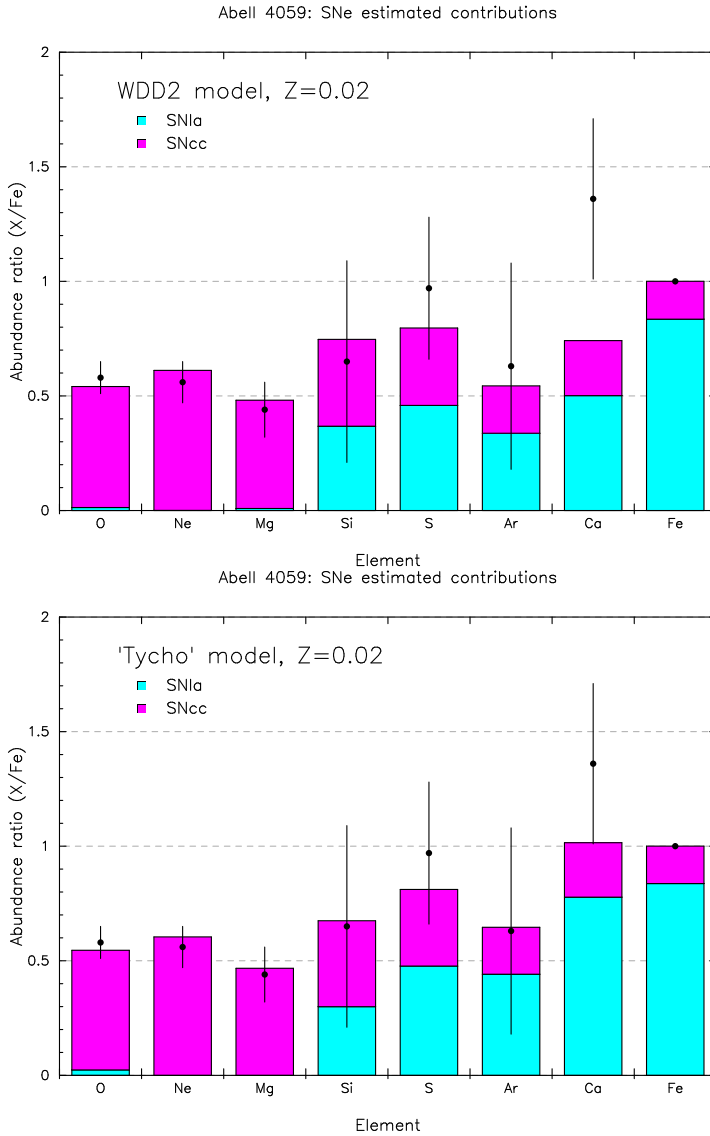 Abell 4059: SNe estimated contributions
2
WDD2 model, Z=0.02
SNIa
SNcc
1.5
1
0.5
0
Abundance ratio (X/Fe)
O Ne Mg Si S Ar Ca Fe
Element
Abell 4059: SNe estimated contributions
2
'Tycho' model, Z=0.02
SNIa
SNcc
1.5
1
0.5
0
Abundance ratio (X/Fe)
O Ne Mg Si S Ar Ca Fe
Element